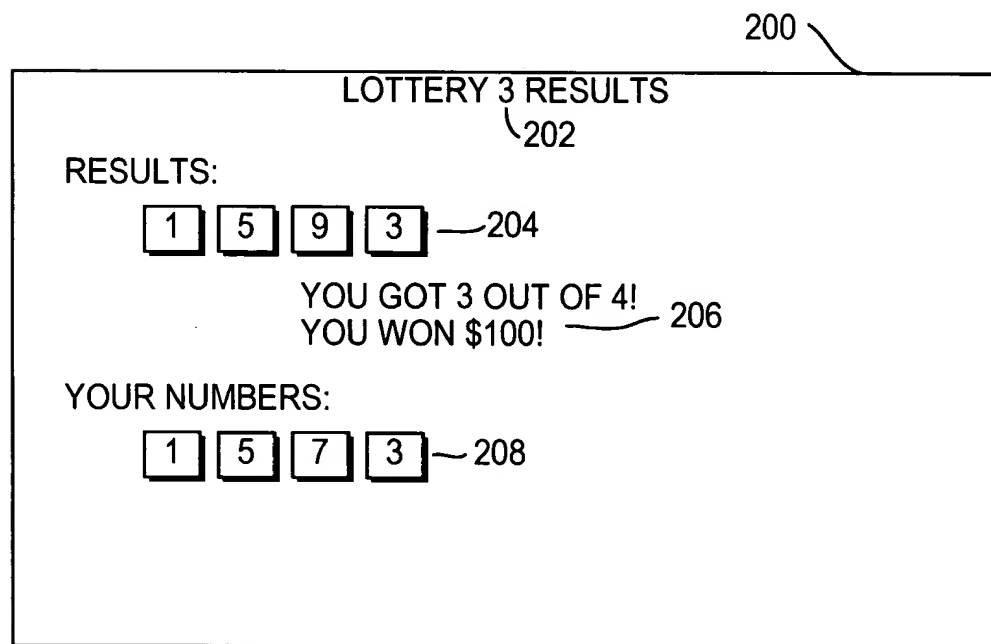 200
LOTTERY 3 RESULTS
202
RESULTS:
1 5 9 3 204
YOU GOT 3 OUT OF 4!
YOU WON $100! 206
YOUR NUMBERS:
1 5 7 3 208